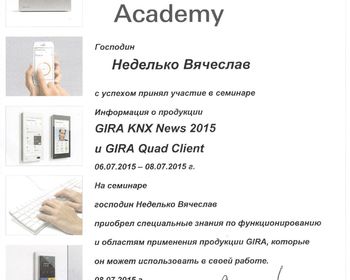 Academy
Господин
Неделько Вячеслав
с успехом принял участие в семинаре
Информация о продукции
GIRA KNX News 2015
и GIRA Quad Client
06.07.2015 – 08.07.2015 г.
На семинаре
господин Неделько Вячеслав
приобрел специальные знания по функционированию
и областям применения продукции GIRA, которые
он может использовать в своей работе.
08.07.2015 г.